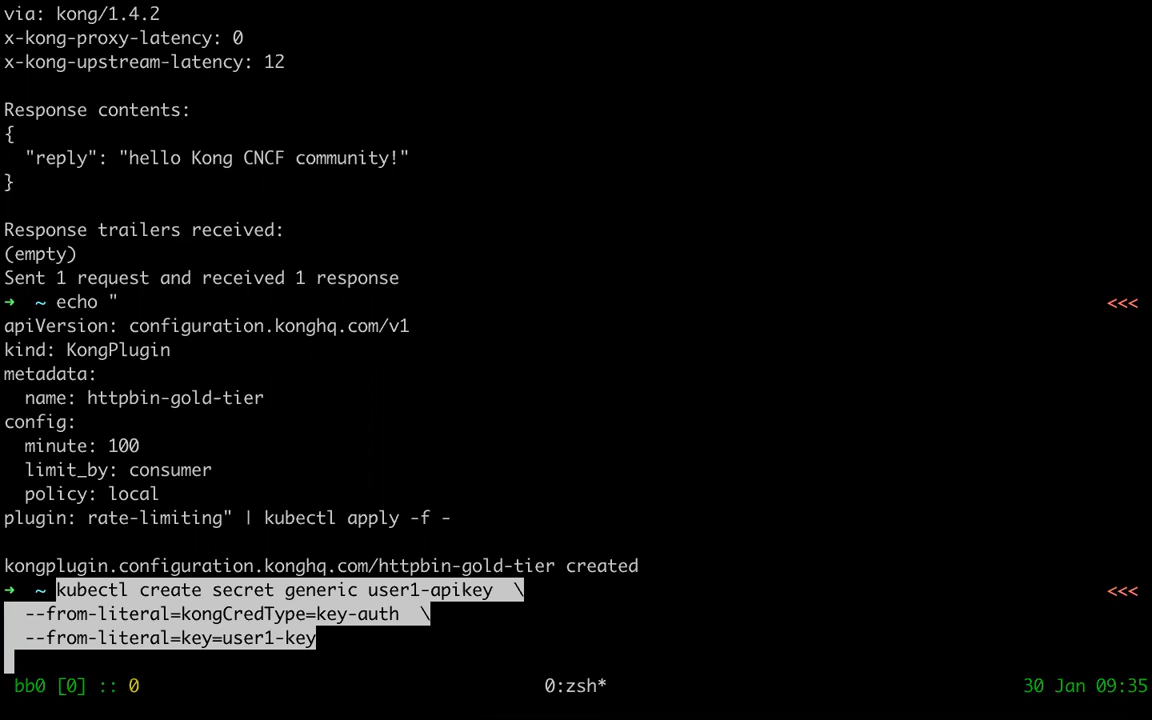 via: kong/1.4.2
x-kong-proxy-latency: 0
x-kong-upstream-latency: 12
Response contents:
{
  "reply": "hello Kong CNCF community!"
}
Response trailers received:
(empty)
Sent 1 request and received 1 response
➜  ~ echo " <<<
apiVersion: configuration.konghq.com/v1
kind: KongPlugin
metadata:
  name: httpbin-gold-tier
config:
  minute: 100
  limit_by: consumer
  policy: local
plugin: rate-limiting" | kubectl apply -f -
kongplugin.configuration.konghq.com/httpbin-gold-tier created
➜  ~ kubectl create secret generic user1-apikey  \ <<<
  --from-literal=kongCredType=key-auth  \
  --from-literal=key=user1-key
bb0 [0] :: 0 0:zsh* 30 Jan 09:35